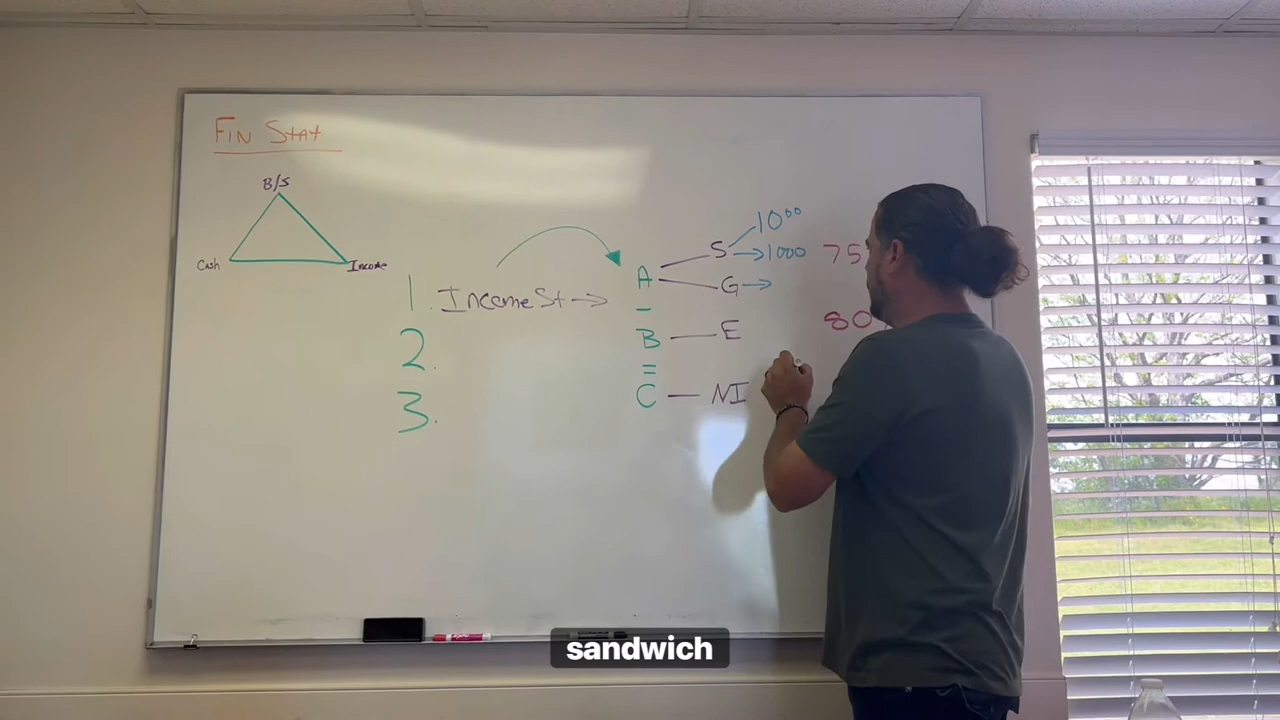 Fin Stat
B/S
Cash
Income
1. Income St →
2.
3.
A
-
B
=
C
S
G →
E
NI
10⁰⁰
→ 1000
75
80
sandwich